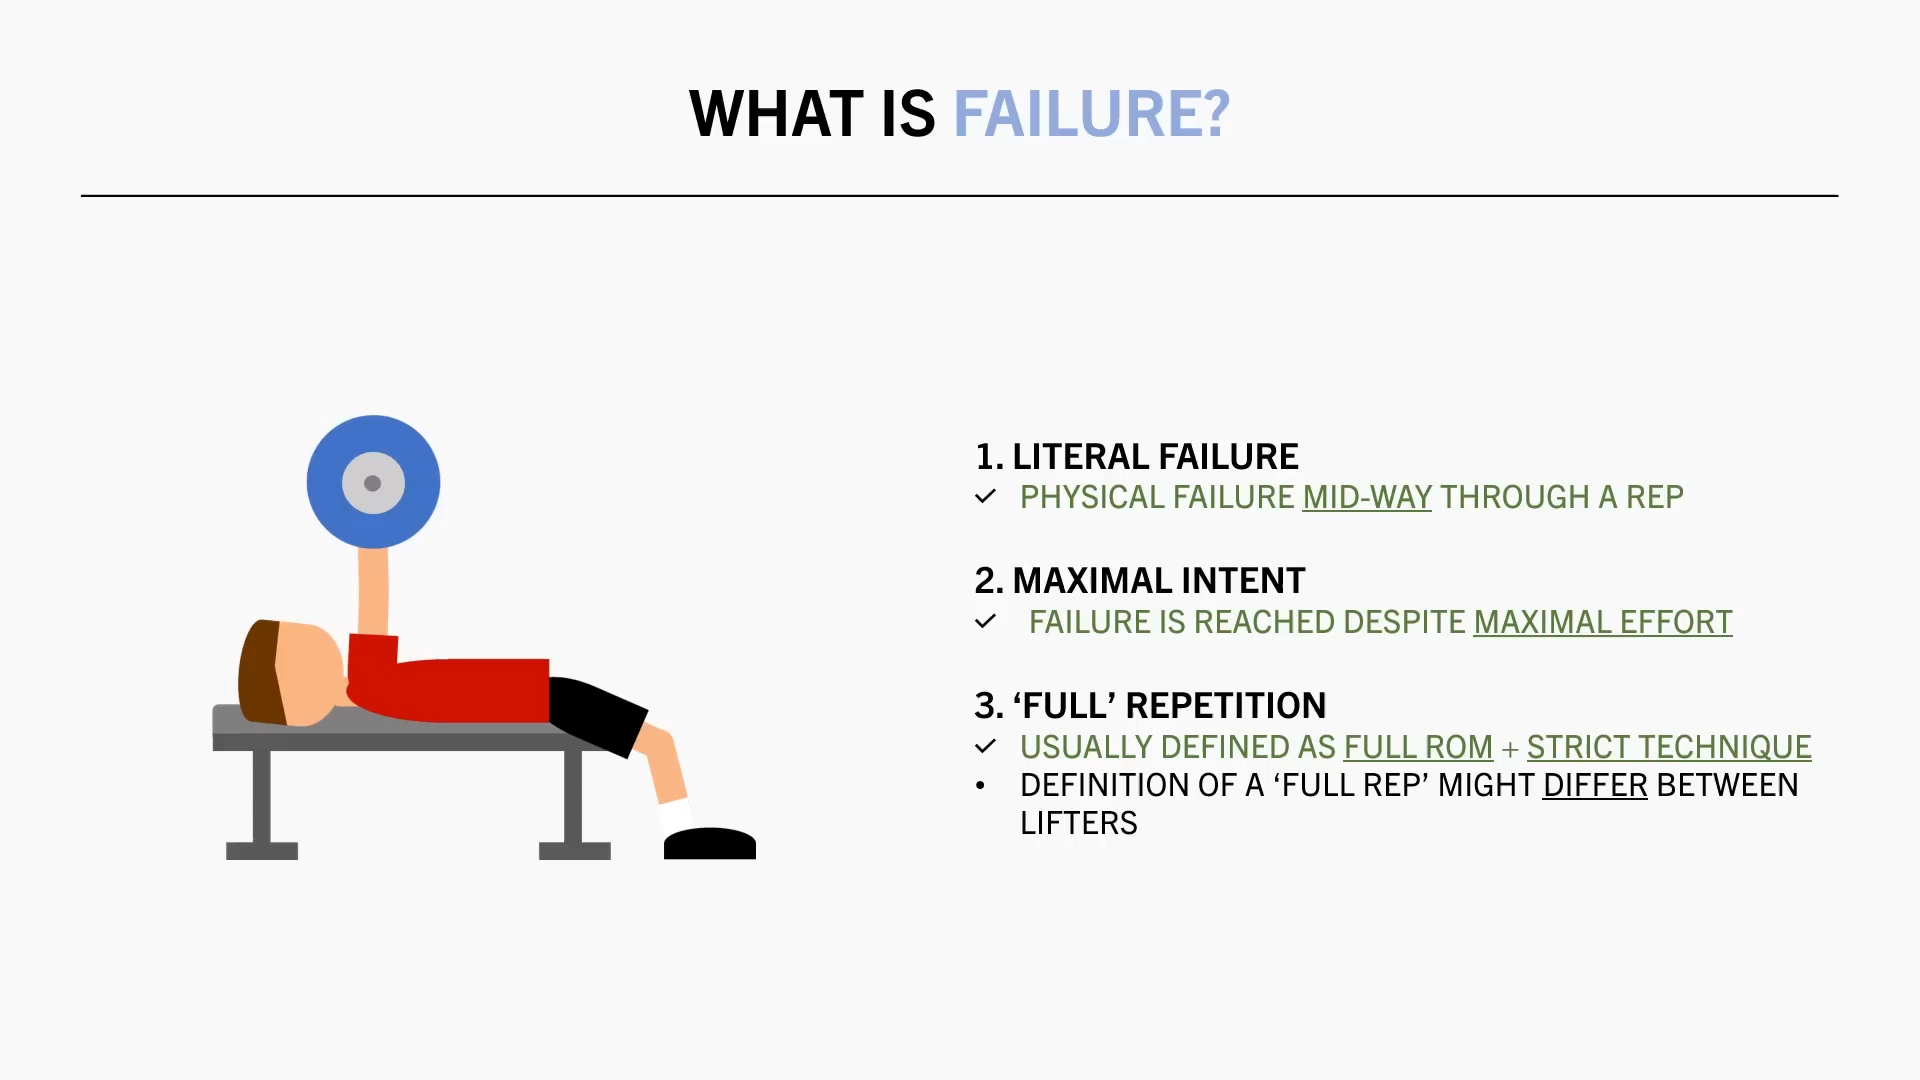 WHAT IS FAILURE?
1. LITERAL FAILURE
✓ PHYSICAL FAILURE MID-WAY THROUGH A REP
2. MAXIMAL INTENT
✓ FAILURE IS REACHED DESPITE MAXIMAL EFFORT
3. ‘FULL’ REPETITION
✓ USUALLY DEFINED AS FULL ROM + STRICT TECHNIQUE
• DEFINITION OF A ‘FULL REP’ MIGHT DIFFER BETWEEN
LIFTERS